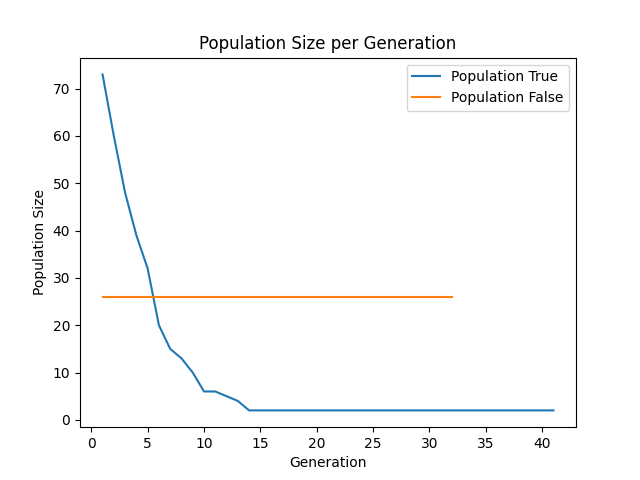 Population Size per Generation
Population True
Population False
Population Size
70
60
50
40
30
20
10
0
0 5 10 15 20 25 30 35 40
Generation